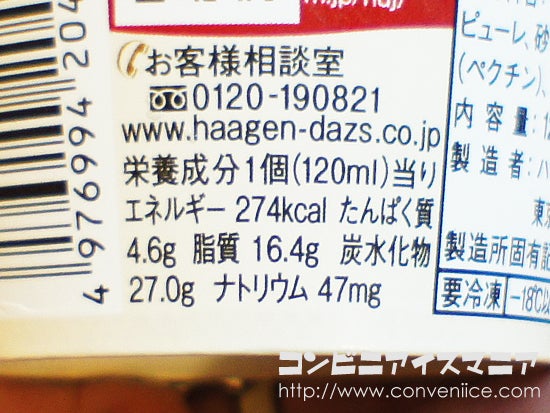 お客様相談室
0120-190821
www.haagen-dazs.co.jp
栄養成分1個(120ml)当り
エネルギー 274kcal たんぱく質
4.6g 脂質 16.4g 炭水化物
27.0g ナトリウム 47mg
ピューレ、砂
(ペクチン)、
内容量:
製造者:ハ
東京
製造所固有記
要冷凍 -18℃以
4 976994 204
コンビニアイスマニア
http://www.conveniice.com/